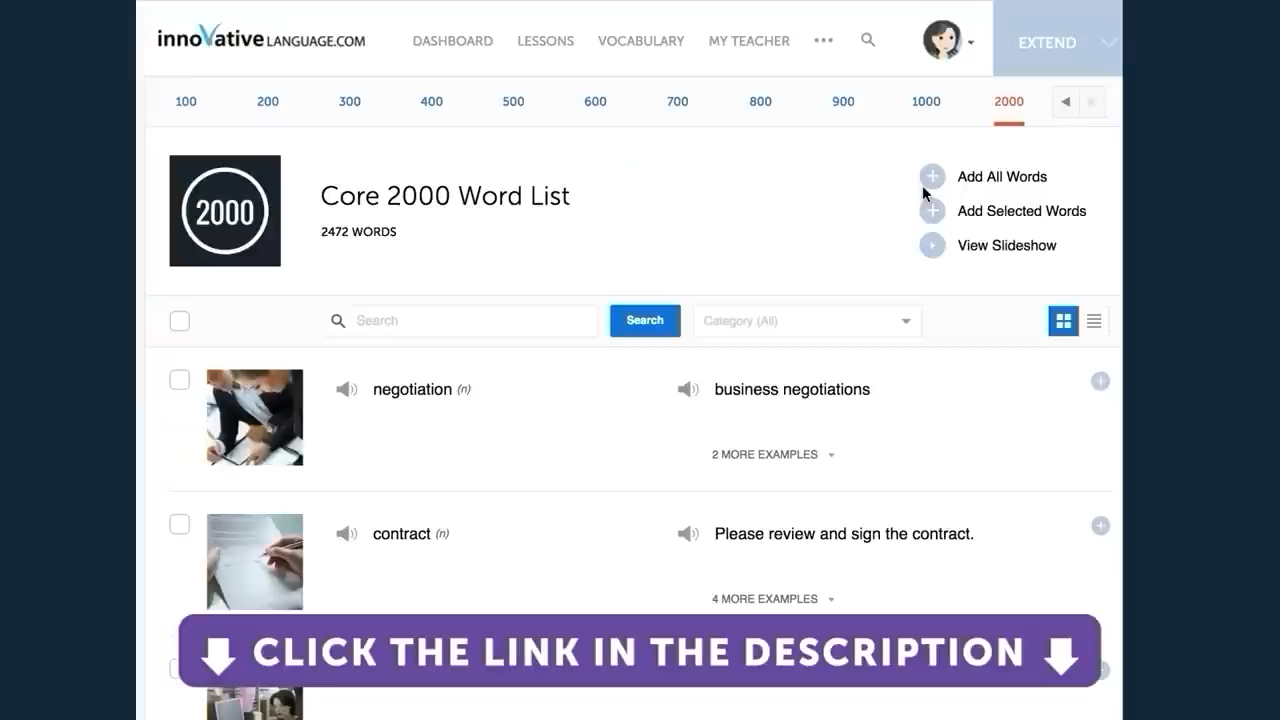 innoVative LANGUAGE.COM
DASHBOARD LESSONS VOCABULARY MY TEACHER •••
EXTEND
100 200 300 400 500 600 700 800 900 1000 2000
2000
Core 2000 Word List
2472 WORDS
Add All Words
Add Selected Words
View Slideshow
Search
Search
Category (All)
negotiation (n)
business negotiations
2 MORE EXAMPLES
contract (n)
Please review and sign the contract.
4 MORE EXAMPLES
CLICK THE LINK IN THE DESCRIPTION